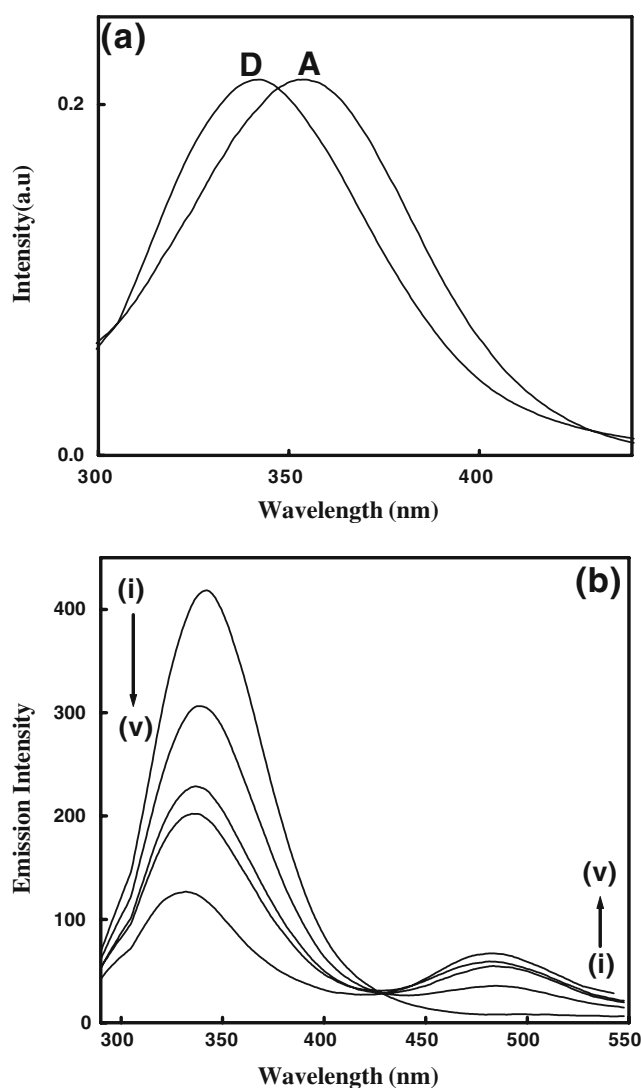 (a)
D A
0.2
Intensity(a.u)
0.0
300 350 400
Wavelength (nm)
(b)
(i)
(v)
400
300
200
100
0
Emission Intensity
(v)
(i)
300 350 400 450 500 550
Wavelength (nm)